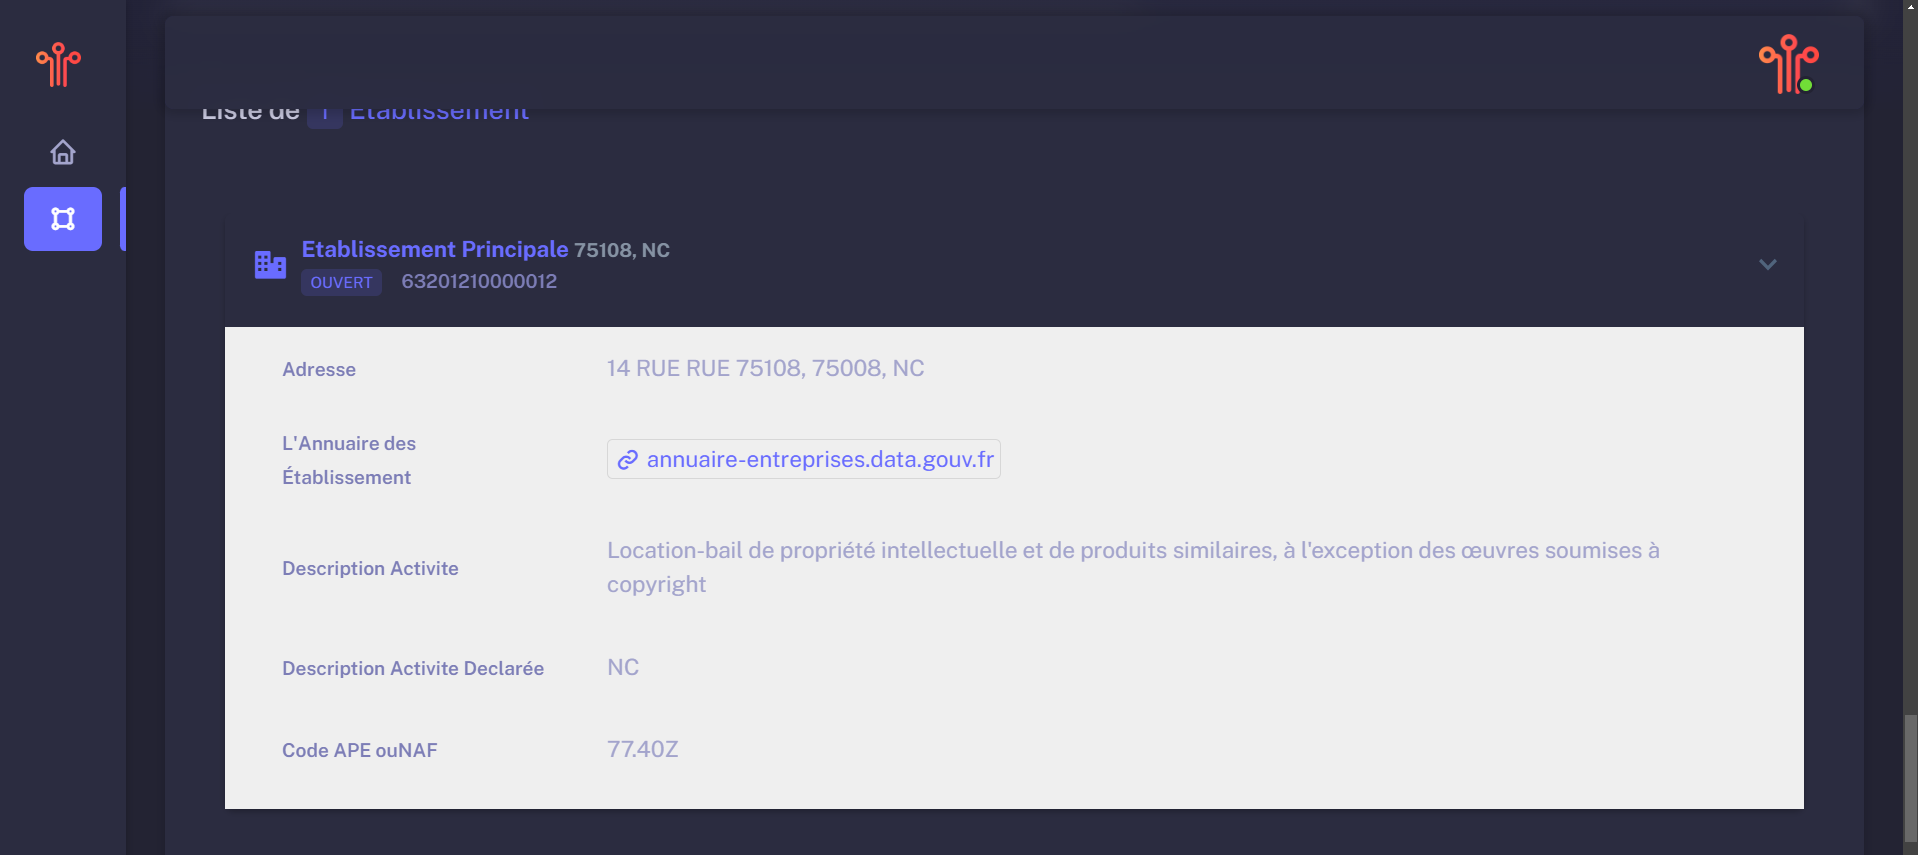 Liste de 1 Etablissement
Etablissement Principale 75108, NC
OUVERT 63201210000012
Adresse 14 RUE RUE 75108, 75008, NC
L'Annuaire des
Établissement
annuaire-entreprises.data.gouv.fr
Description Activite
Location-bail de propriété intellectuelle et de produits similaires, à l'exception des œuvres soumises à
copyright
Description Activite Declarée NC
Code APE ouNAF 77.40Z